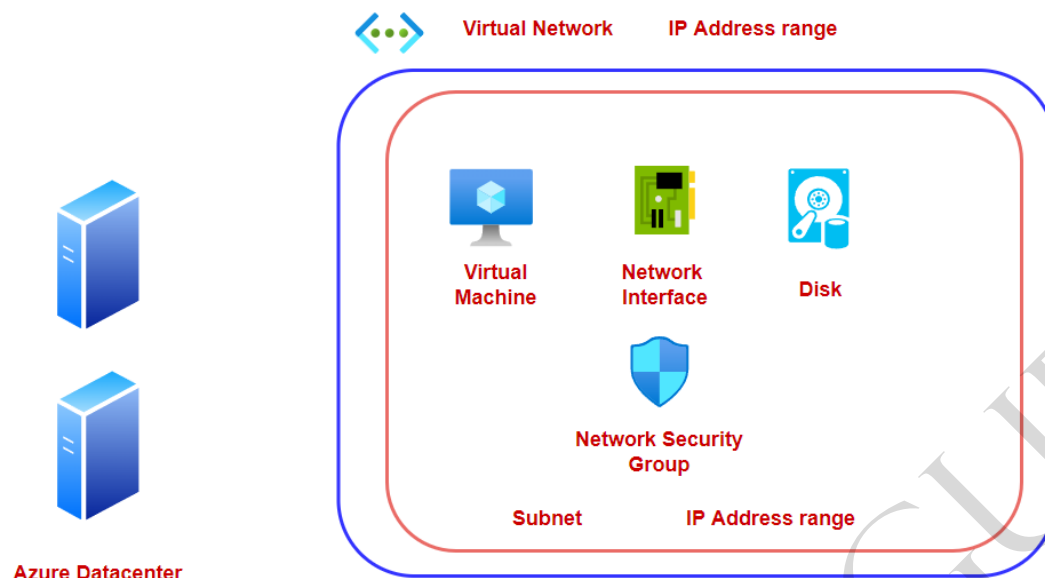 Virtual Network
IP Address range
Virtual
Machine
Network
Interface
Disk
Network Security
Group
Subnet
IP Address range
Azure Datacenter